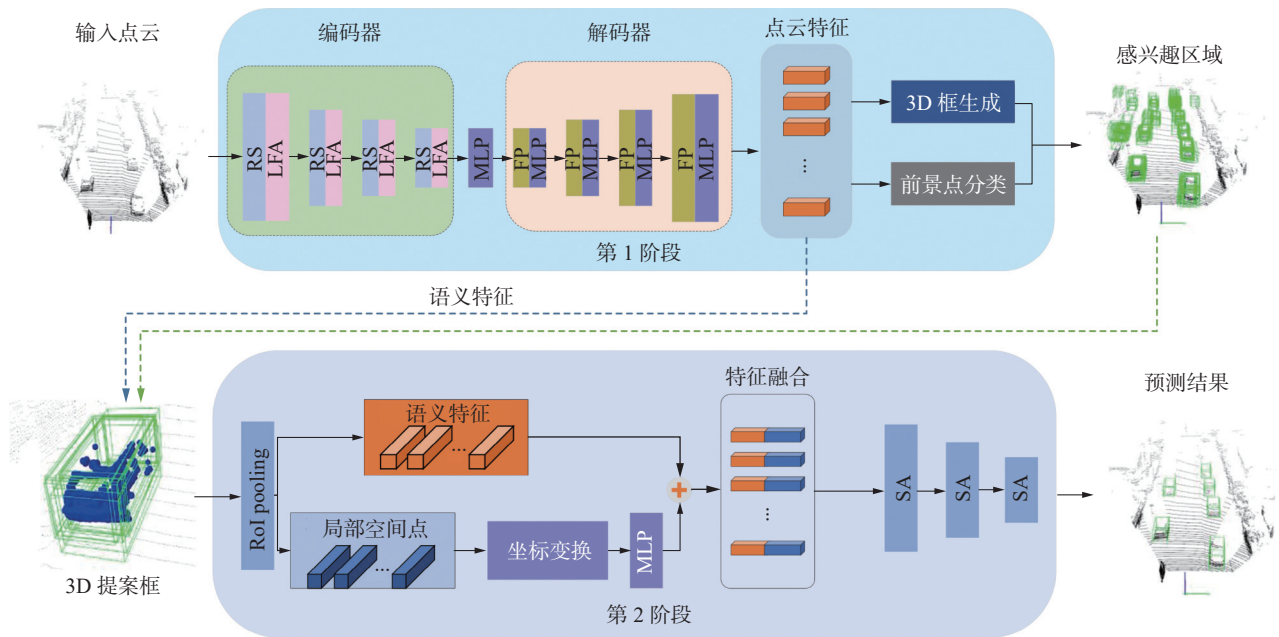 输入点云
编码器
解码器
点云特征
感兴趣区域
RS
LFA
RS
LFA
RS
LFA
RS
LFA
MLP
FP
MLP
FP
MLP
FP
MLP
FP
MLP
...
3D 框生成
前景点分类
第 1 阶段
语义特征
3D 提案框
RoI pooling
语义特征
...
局部空间点
...
坐标变换
MLP
+
特征融合
...
SA
SA
SA
预测结果
第 2 阶段